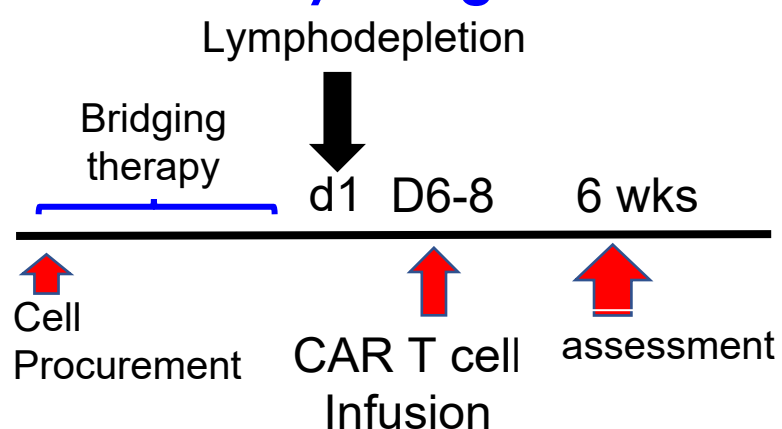 Lymphodepletion
Bridging
therapy
d1 D6-8 6 wks
Cell
Procurement
CAR T cell
Infusion
assessment